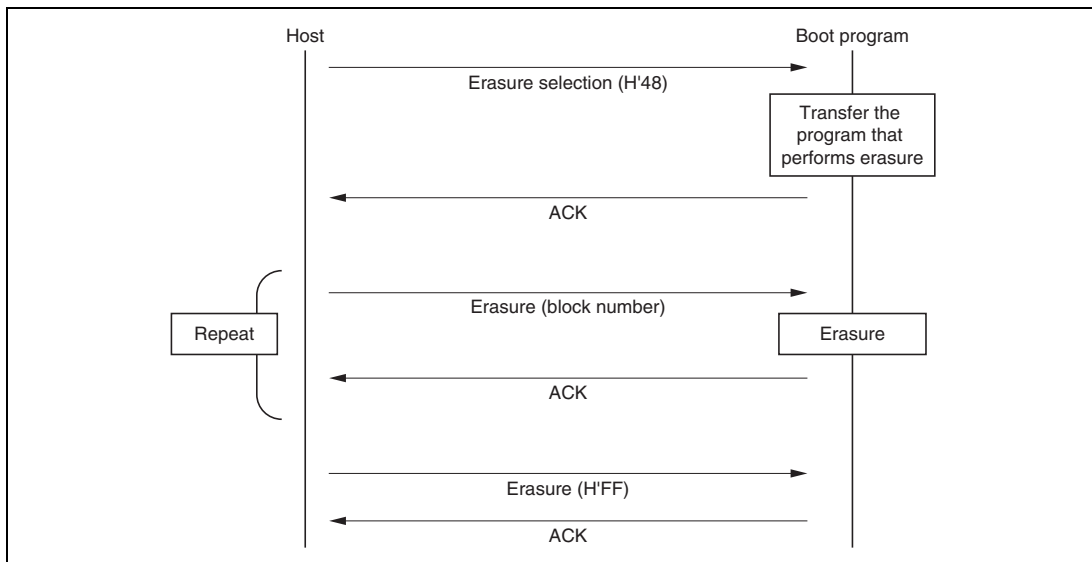 Host
Boot program
Erasure selection (H'48)
Transfer the
program that
performs erasure
ACK
Erasure (block number)
Repeat
Erasure
ACK
Erasure (H'FF)
ACK